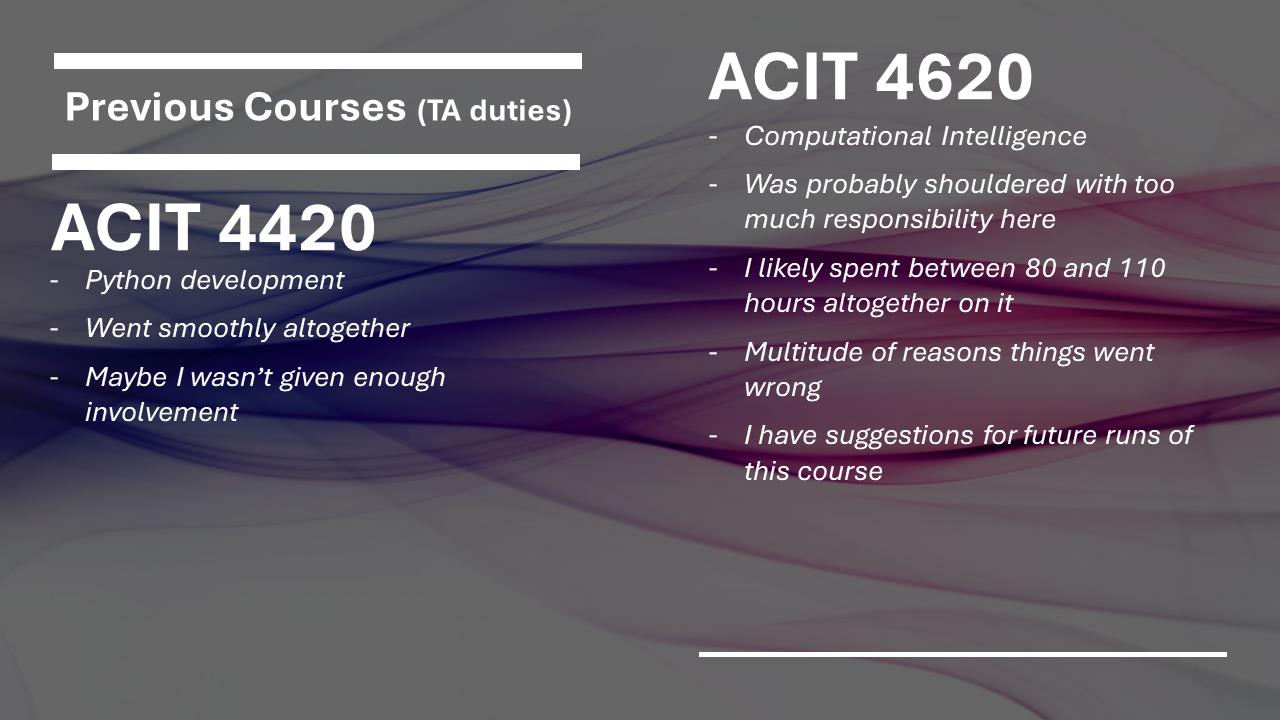 Previous Courses (TA duties)
ACIT 4420
- Python development
- Went smoothly altogether
- Maybe I wasn’t given enough
involvement
ACIT 4620
- Computational Intelligence
- Was probably shouldered with too
much responsibility here
- I likely spent between 80 and 110
hours altogether on it
- Multitude of reasons things went
wrong
- I have suggestions for future runs of
this course